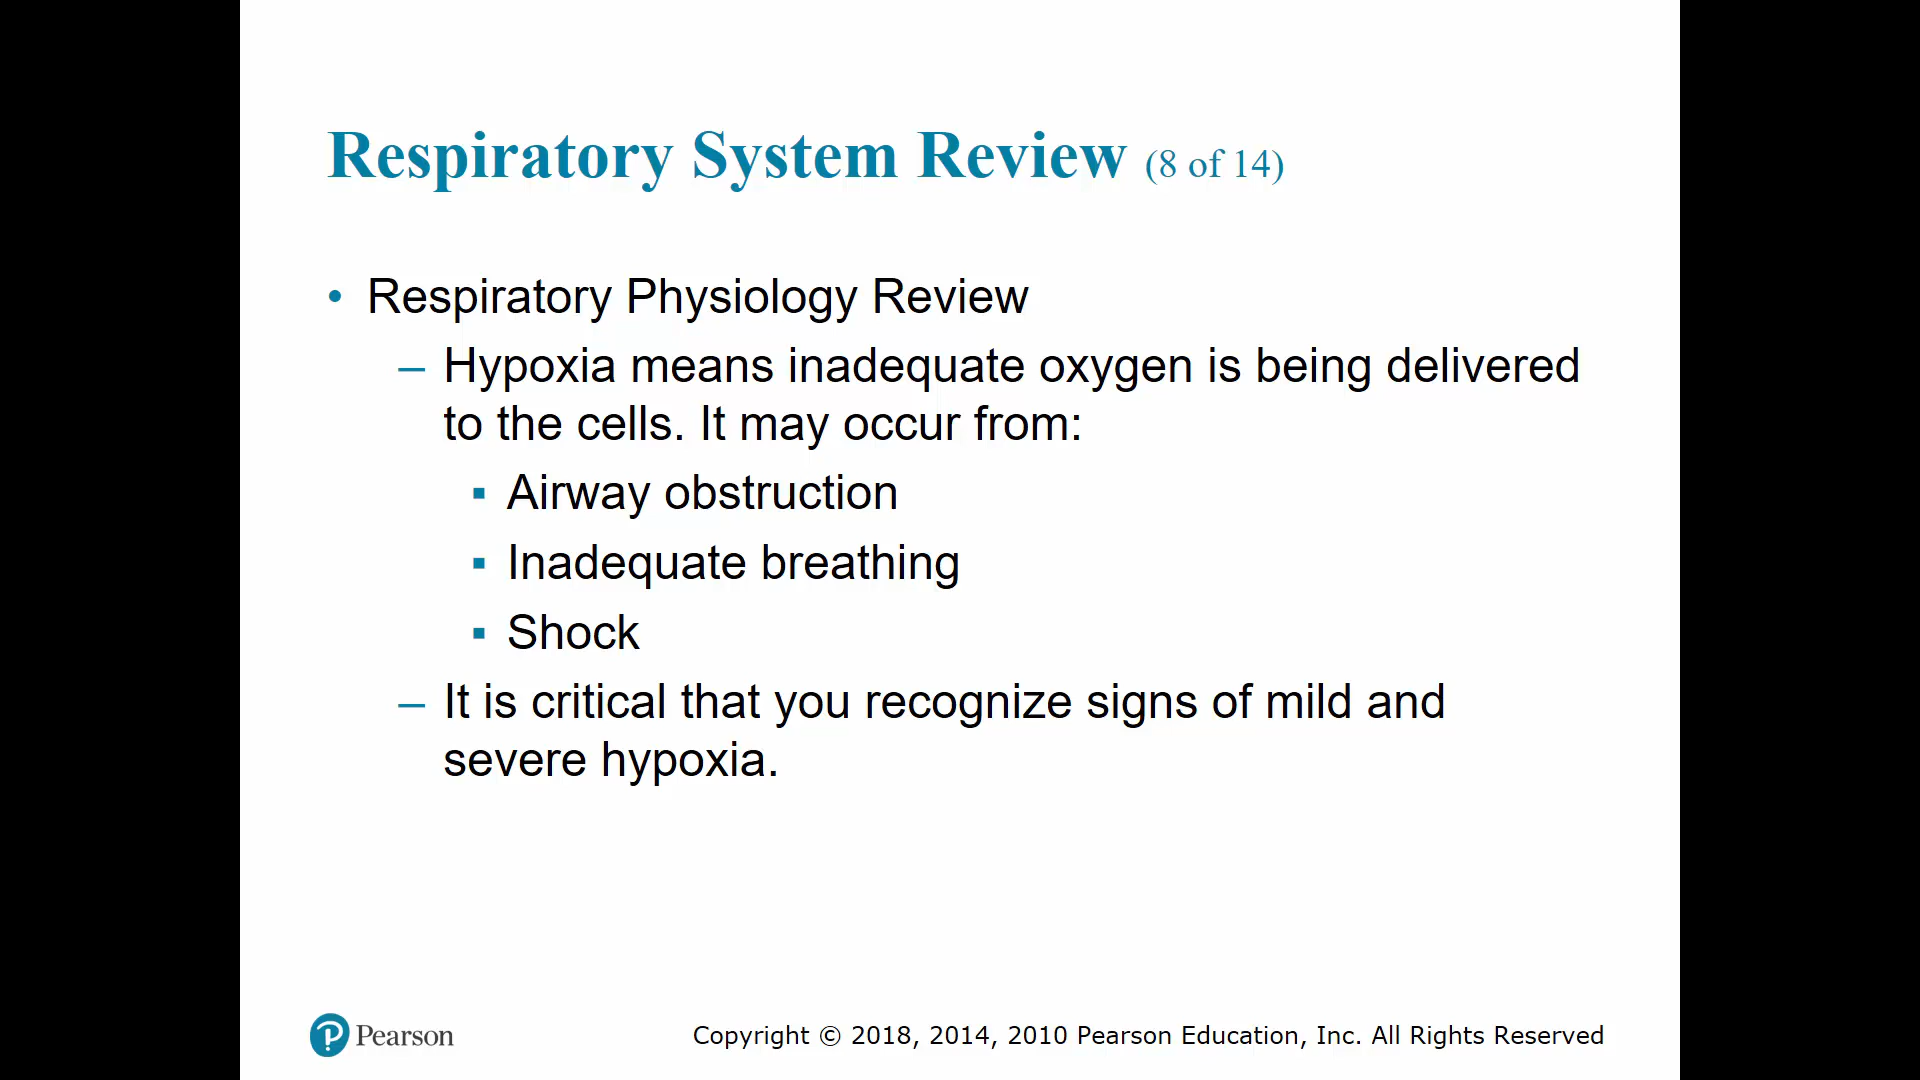 Respiratory System Review (8 of 14)
• Respiratory Physiology Review
– Hypoxia means inadequate oxygen is being delivered
to the cells. It may occur from:
▪ Airway obstruction
▪ Inadequate breathing
▪ Shock
– It is critical that you recognize signs of mild and
severe hypoxia.
Pearson
Copyright © 2018, 2014, 2010 Pearson Education, Inc. All Rights Reserved